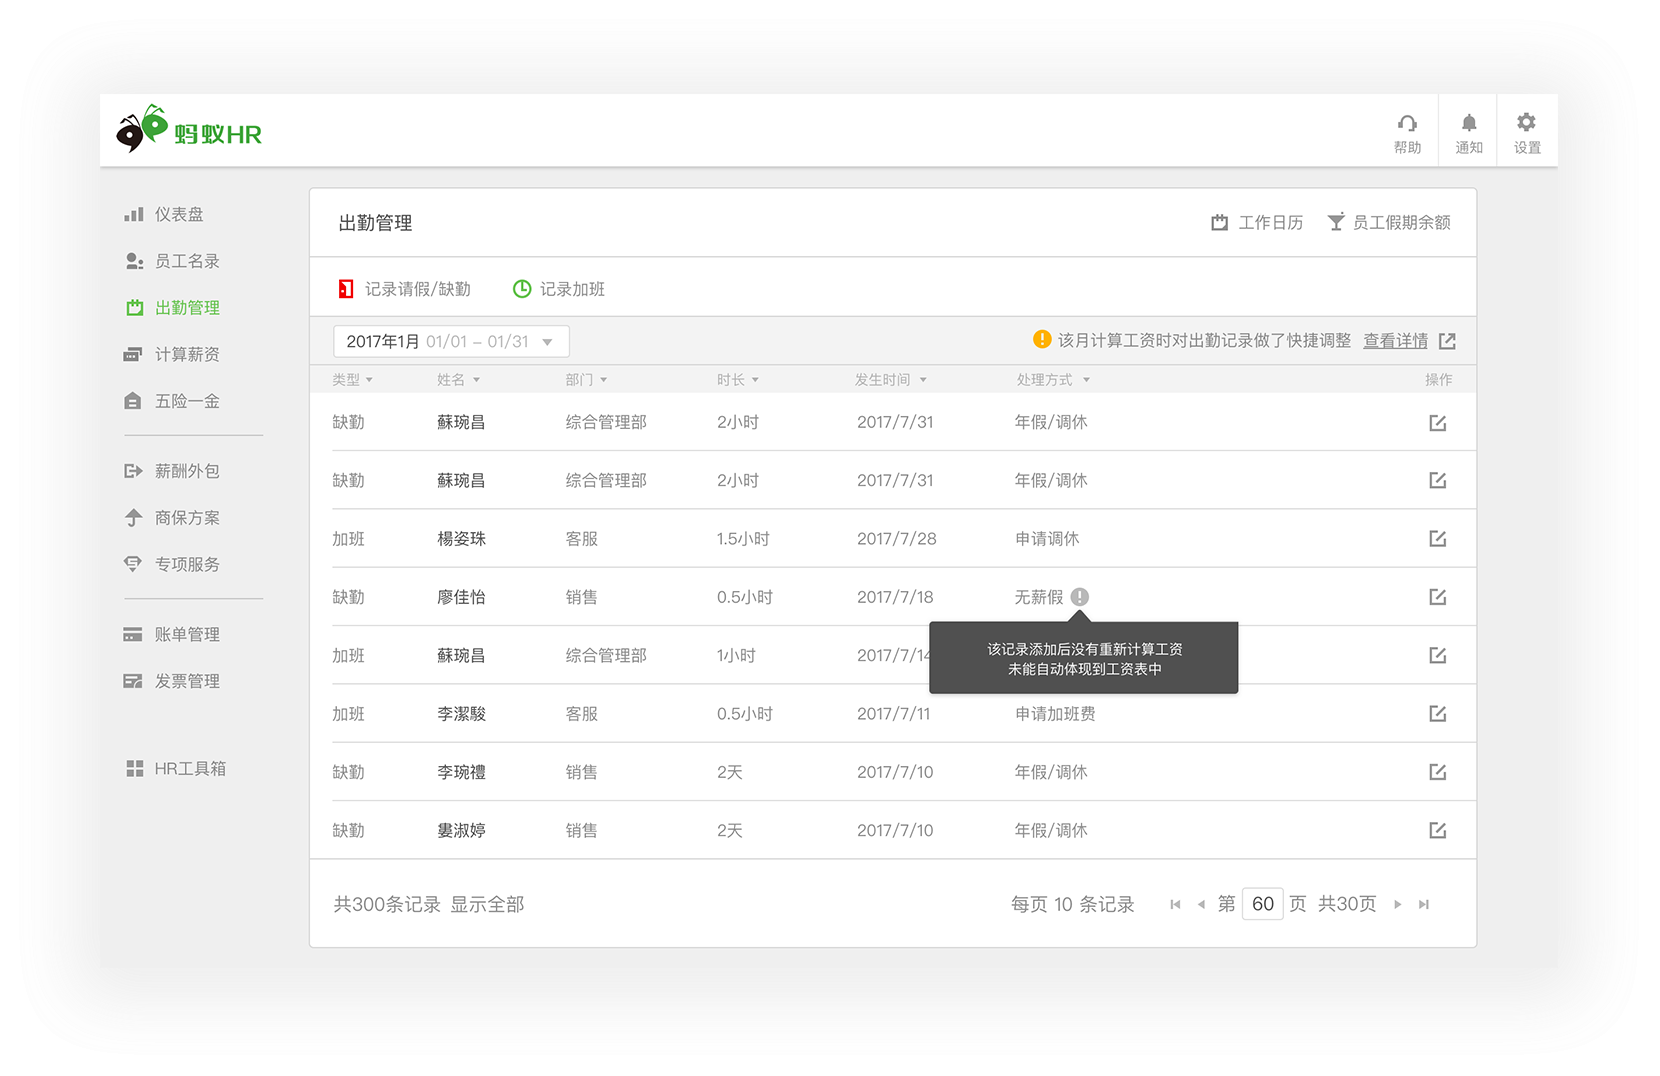 蚂蚁HR
帮助
通知
设置
仪表盘
员工名录
出勤管理
计算薪资
五险一金
薪酬外包
商保方案
专项服务
账单管理
发票管理
HR工具箱
出勤管理
工作日历
员工假期余额
记录请假/缺勤
记录加班
2017年1月 01/01 – 01/31
该月计算工资时对出勤记录做了快捷调整 查看详情
类型 姓名 部门 时长 发生时间 处理方式 操作
缺勤 蘇琬昌 综合管理部 2小时 2017/7/31 年假/调休
缺勤 蘇琬昌 综合管理部 2小时 2017/7/31 年假/调休
加班 楊姿珠 客服 1.5小时 2017/7/28 申请调休
缺勤 廖佳怡 销售 0.5小时 2017/7/18 无薪假
该记录添加后没有重新计算工资
未能自动体现到工资表中
加班 蘇琬昌 综合管理部 1小时 2017/7/14
加班 李潔駿 客服 0.5小时 2017/7/11 申请加班费
缺勤 李琬禮 销售 2天 2017/7/10 年假/调休
缺勤 婁淑婷 销售 2天 2017/7/10 年假/调休
共300条记录 显示全部
每页 10 条记录
第 60 页 共30页